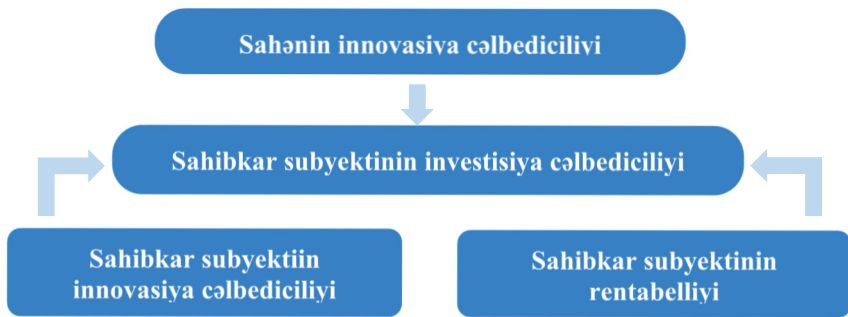 Sahənin innovasiya cəlbediciliyi
Sahibkar subyektinin investisiya cəlbediciliyi
Sahibkar subyektiin
innovasiya cəlbediciliyi
Sahibkar subyektinin
rentabelliyi